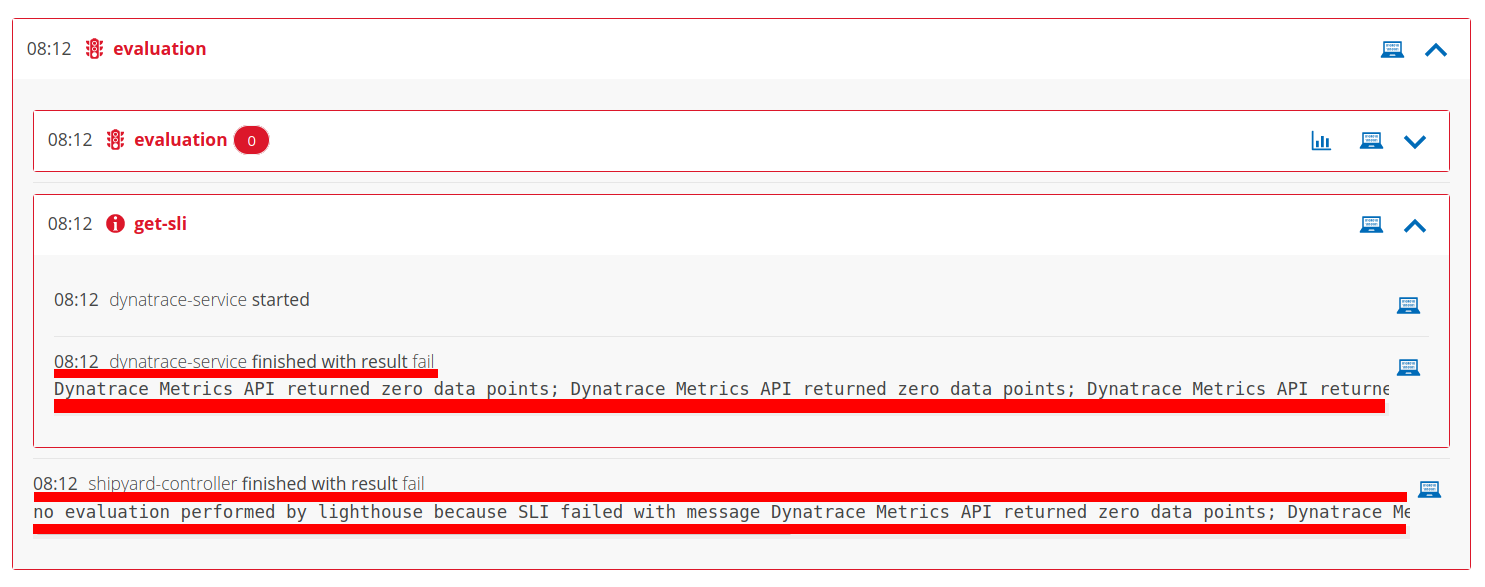 08:12 evaluation
08:12 evaluation 0
08:12 get-sli
08:12 dynatrace-service started
08:12 dynatrace-service finished with result fail
Dynatrace Metrics API returned zero data points; Dynatrace Metrics API returned zero data points; Dynatrace Metrics API returne
08:12 shipyard-controller finished with result fail
no evaluation performed by lighthouse because SLI failed with message Dynatrace Metrics API returned zero data points; Dynatrace Me